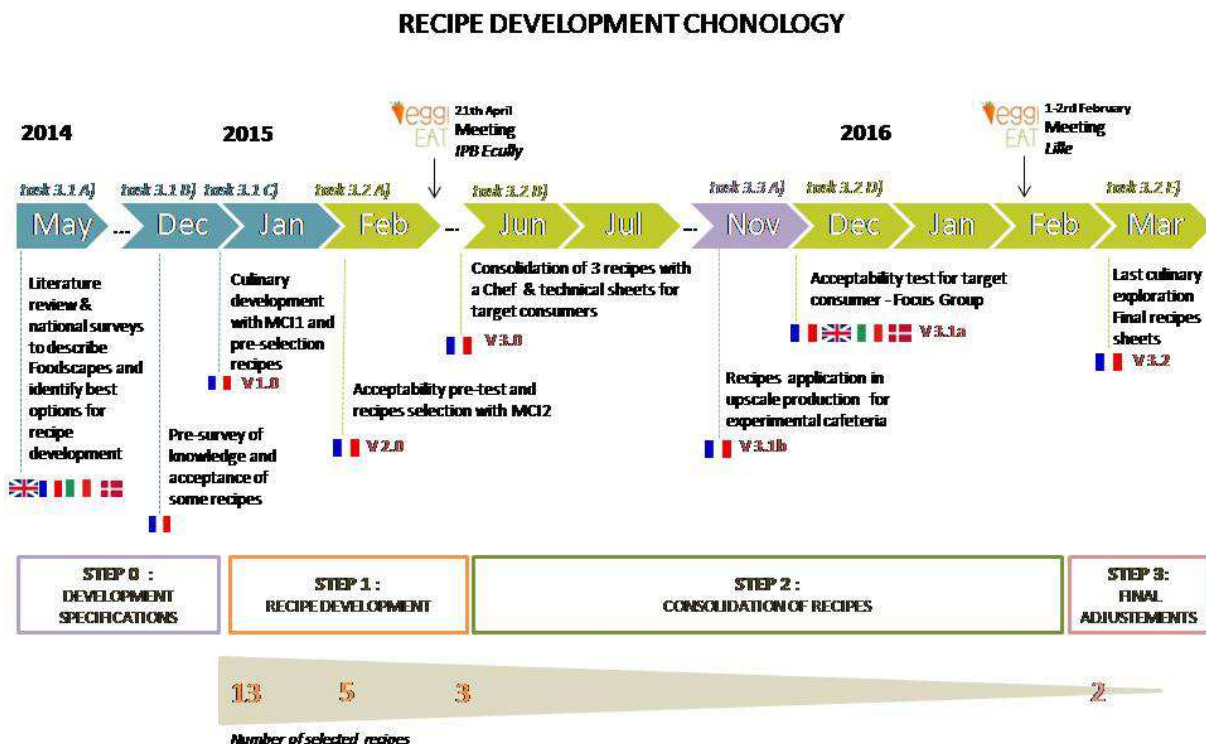 RECIPE DEVELOPMENT CHONOLOGY
2014
2015
eggi
EAT
21th April
Meeting
IPB Ecully
2016
eggi
EAT
1-2rd February
Meeting
Lille
task 3.1 A)
task 3.1 B)
task 3.1 C)
task 3.2 A)
task 3.2 B)
task 3.3 A)
task 3.2 D)
task 3.2 E)
May
...
Dec
Jan
Feb
...
Jun
Jul
...
Nov
Dec
Jan
Feb
Mar
Literature
review &
national surveys
to describe
Foodscapes and
identify best
options for
recipe
development
Pre-survey of
knowledge and
acceptance of
some recipes
Culinary
development
with MCI1 and
pre-selection
recipes
V1.0
Acceptability pre-test and
recipes selection with MCI2
V2.0
Consolidation of 3 recipes with
a Chef & technical sheets for
target consumers
V3.0
Recipes application in
upscale production for
experimental cafeteria
V3.1b
Acceptability test for target
consumer - Focus Group
V3.1a
Last culinary
exploration
Final recipes
sheets
V3.2
STEP 0 :
DEVELOPMENT
SPECIFICATIONS
STEP 1 :
RECIPE DEVELOPMENT
STEP 2 :
CONSOLIDATION OF RECIPES
STEP 3:
FINAL
ADJUSTEMENTS
13
5
3
2
Number of selected recipes